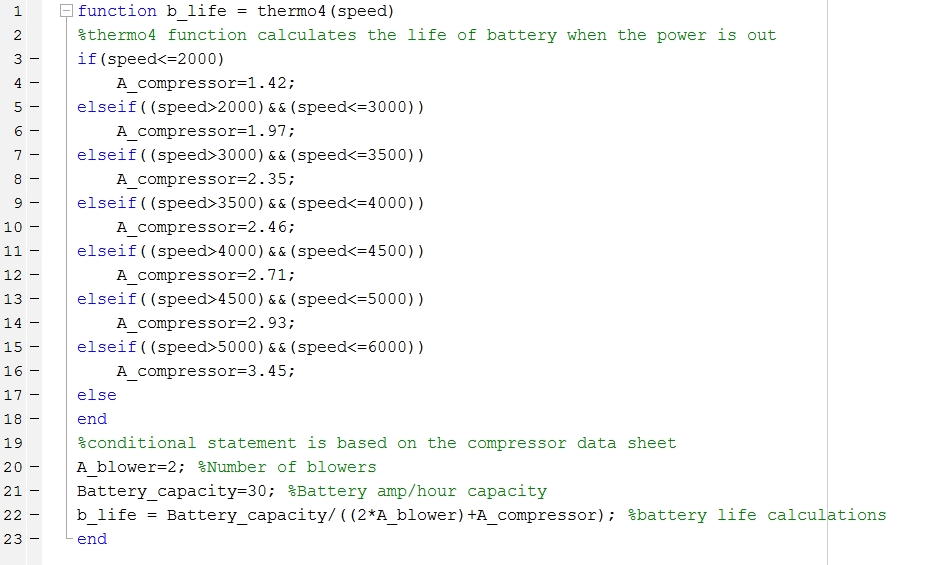 1 function b_life = thermo4(speed)
2 %thermo4 function calculates the life of battery when the power is out
3 – if(speed<=2000)
4 – A_compressor=1.42;
5 – elseif((speed>2000)&&(speed<=3000))
6 – A_compressor=1.97;
7 – elseif((speed>3000)&&(speed<=3500))
8 – A_compressor=2.35;
9 – elseif((speed>3500)&&(speed<=4000))
10 – A_compressor=2.46;
11 – elseif((speed>4000)&&(speed<=4500))
12 – A_compressor=2.71;
13 – elseif((speed>4500)&&(speed<=5000))
14 – A_compressor=2.93;
15 – elseif((speed>5000)&&(speed<=6000))
16 – A_compressor=3.45;
17 – else
18 – end
19 %conditional statement is based on the compressor data sheet
20 – A_blower=2; %Number of blowers
21 – Battery_capacity=30; %Battery amp/hour capacity
22 – b_life = Battery_capacity/((2*A_blower)+A_compressor); %battery life calculations
23 – end